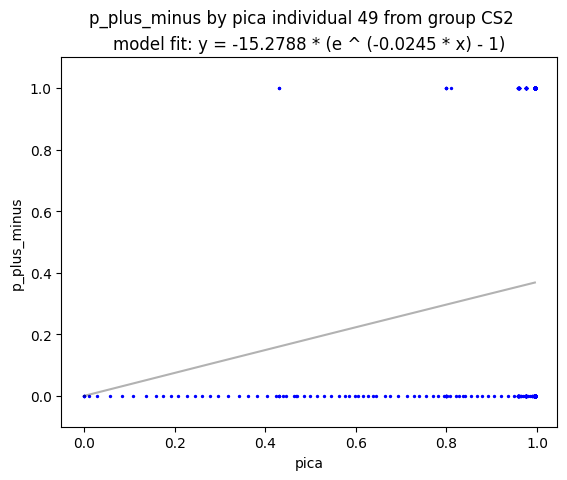 p_plus_minus by pica individual 49 from group CS2
model fit: y = -15.2788 * (e ^ (-0.0245 * x) - 1)
1.0
0.8
0.6
0.4
0.2
0.0
p_plus_minus
0.0 0.2 0.4 0.6 0.8 1.0
pica